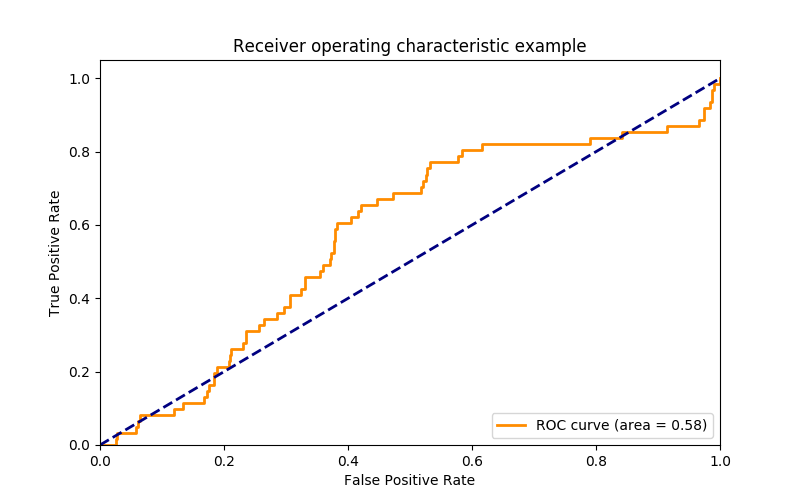 Receiver operating characteristic example
True Positive Rate
1.0
0.8
0.6
0.4
0.2
0.0
ROC curve (area = 0.58)
0.0 0.2 0.4 0.6 0.8 1.0
False Positive Rate